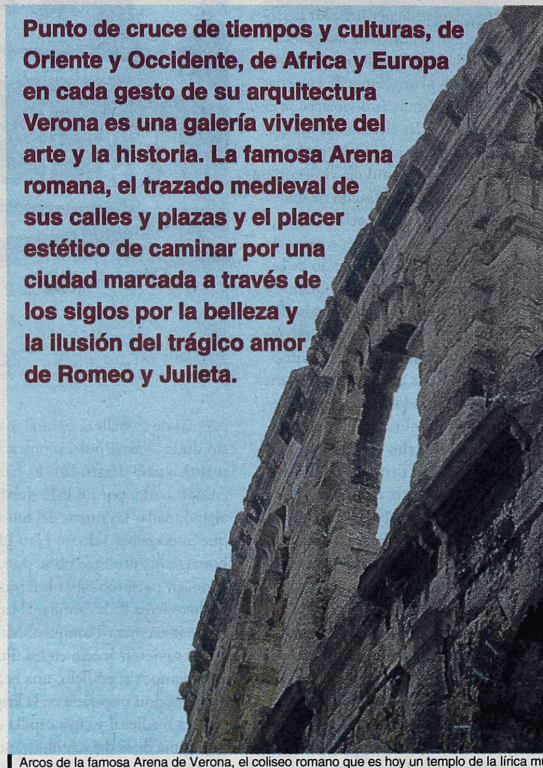 Punto de cruce de tiempos y culturas, de
Oriente y Occidente, de Africa y Europa
en cada gesto de su arquitectura
Verona es una galería viviente del
arte y la historia. La famosa Arena
romana, el trazado medieval de
sus calles y plazas y el placer
estético de caminar por una
ciudad marcada a través de
los siglos por la belleza y
la ilusión del trágico amor
de Romeo y Julieta.
Arcos de la famosa Arena de Verona, el coliseo romano que es hoy un templo de la lírica